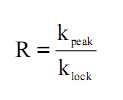 R = k_peak / k_lock